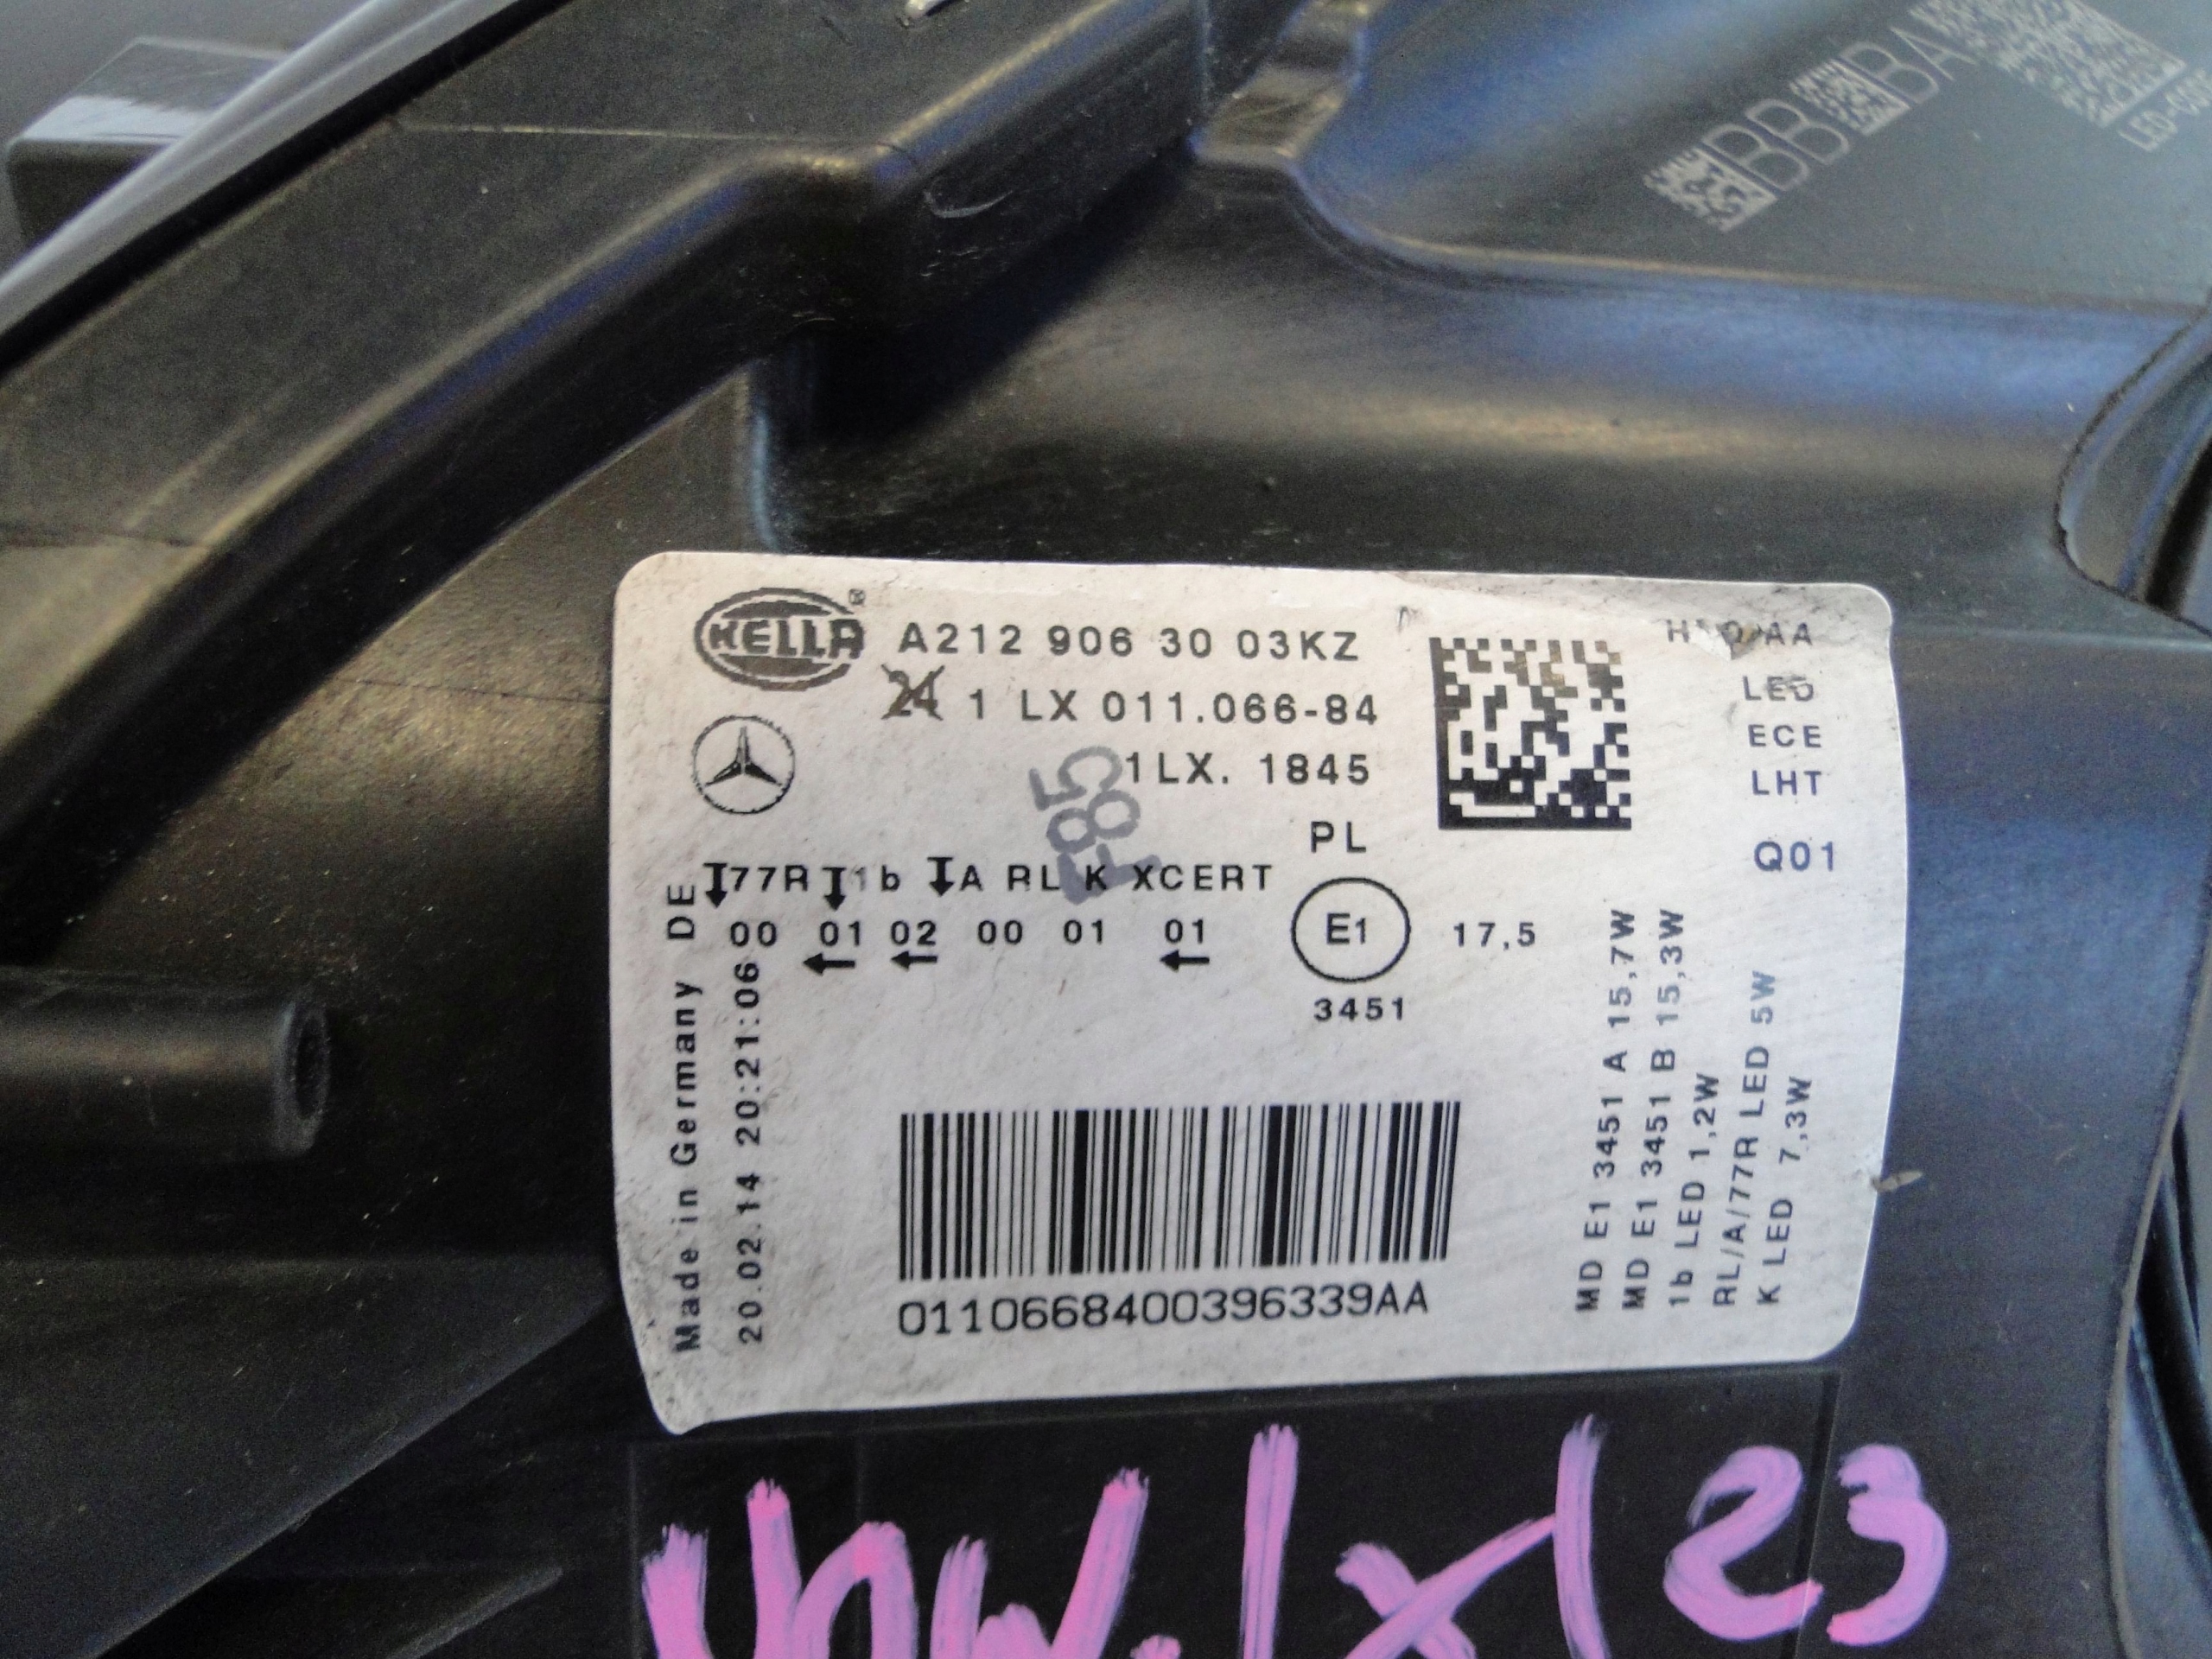 BB BA
HELLA® A212 906 30 03KZ
24 1 LX 011.066-84
1LX. 1845
PL
LED
ECE
LHT
Q01
77R 1b A RL K XCERT
00 01 02 00 01 01
E1
17,5
3451
Made in Germany DE
20.02.14 20:21:06
MD E1 3451 A 15,7W
MD E1 3451 B 15,3W
1b LED 1,2W
RL/A/77R LED 5W
K LED 7,3W
0110668400396339AA